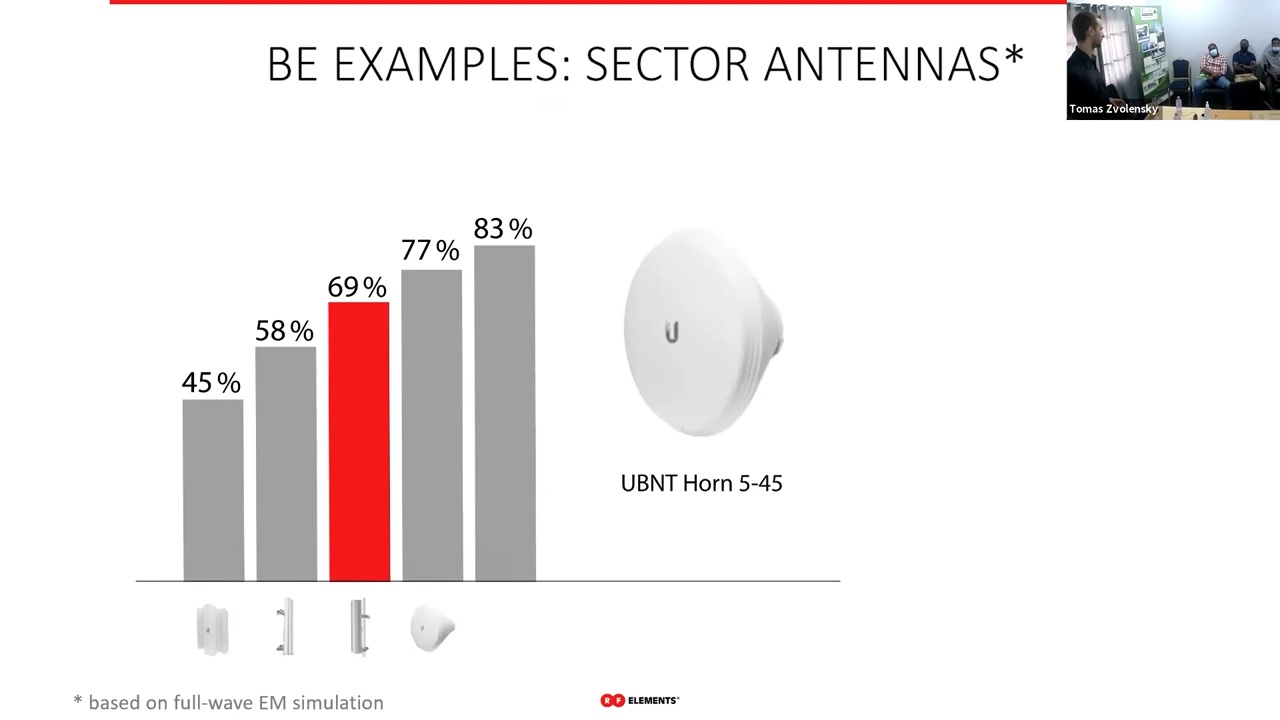 BE EXAMPLES: SECTOR ANTENNAS*
Tomas Zvolensky
83 %
77 %
69 %
58 %
45 %
U
UBNT Horn 5-45
* based on full-wave EM simulation
RF ELEMENTS